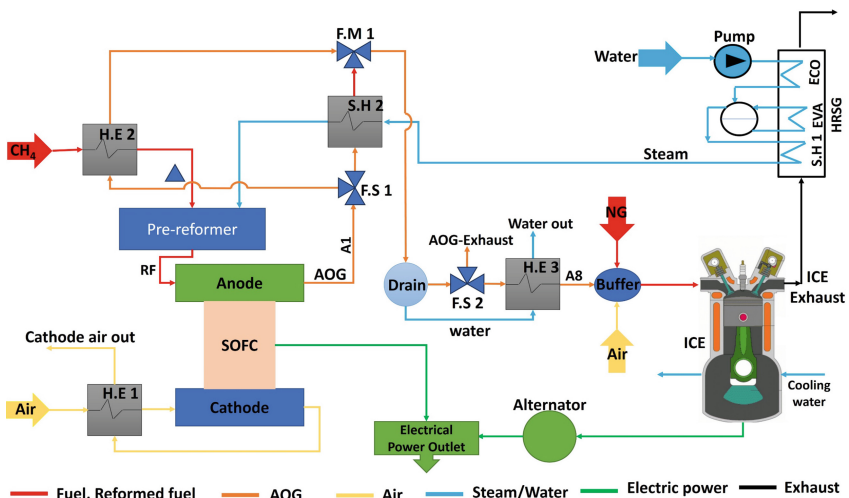 F.M 1
Pump
Water
ECO
EVA
S.H 1
HRSG
H.E 2
S.H 2
CH4
Steam
F.S 1
Pre-reformer
A1
RF
Anode
AOG
SOFC
Cathode
Cathode air out
H.E 1
Air
Water out
AOG-Exhaust
NG
H.E 3
Drain
F.S 2
A8
Buffer
water
Air
ICE
Exhaust
ICE
Cooling
water
Alternator
Electrical
Power Outlet
Fuel, Reformed fuel
AOG
Air
Steam/Water
Electric power
Exhaust